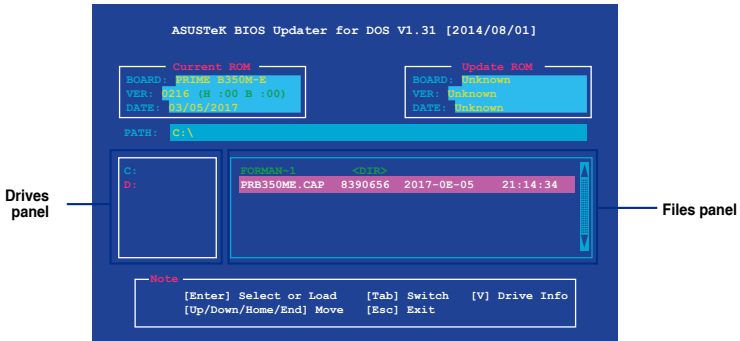 ASUSTeK BIOS Updater for DOS V1.31 [2014/08/01]
Current ROM
BOARD: PRIME B350M-E
VER: 0216 (H :00 B :00)
DATE: 03/05/2017
Update ROM
BOARD: Unknown
VER: Unknown
DATE: Unknown
PATH: C:\
C:
D:
FORMAN~1 <DIR>
PRB350ME.CAP 8390656 2017-0E-05 21:14:34
Drives panel
Files panel
Note
[Enter] Select or Load [Tab] Switch [V] Drive Info
[Up/Down/Home/End] Move [Esc] Exit